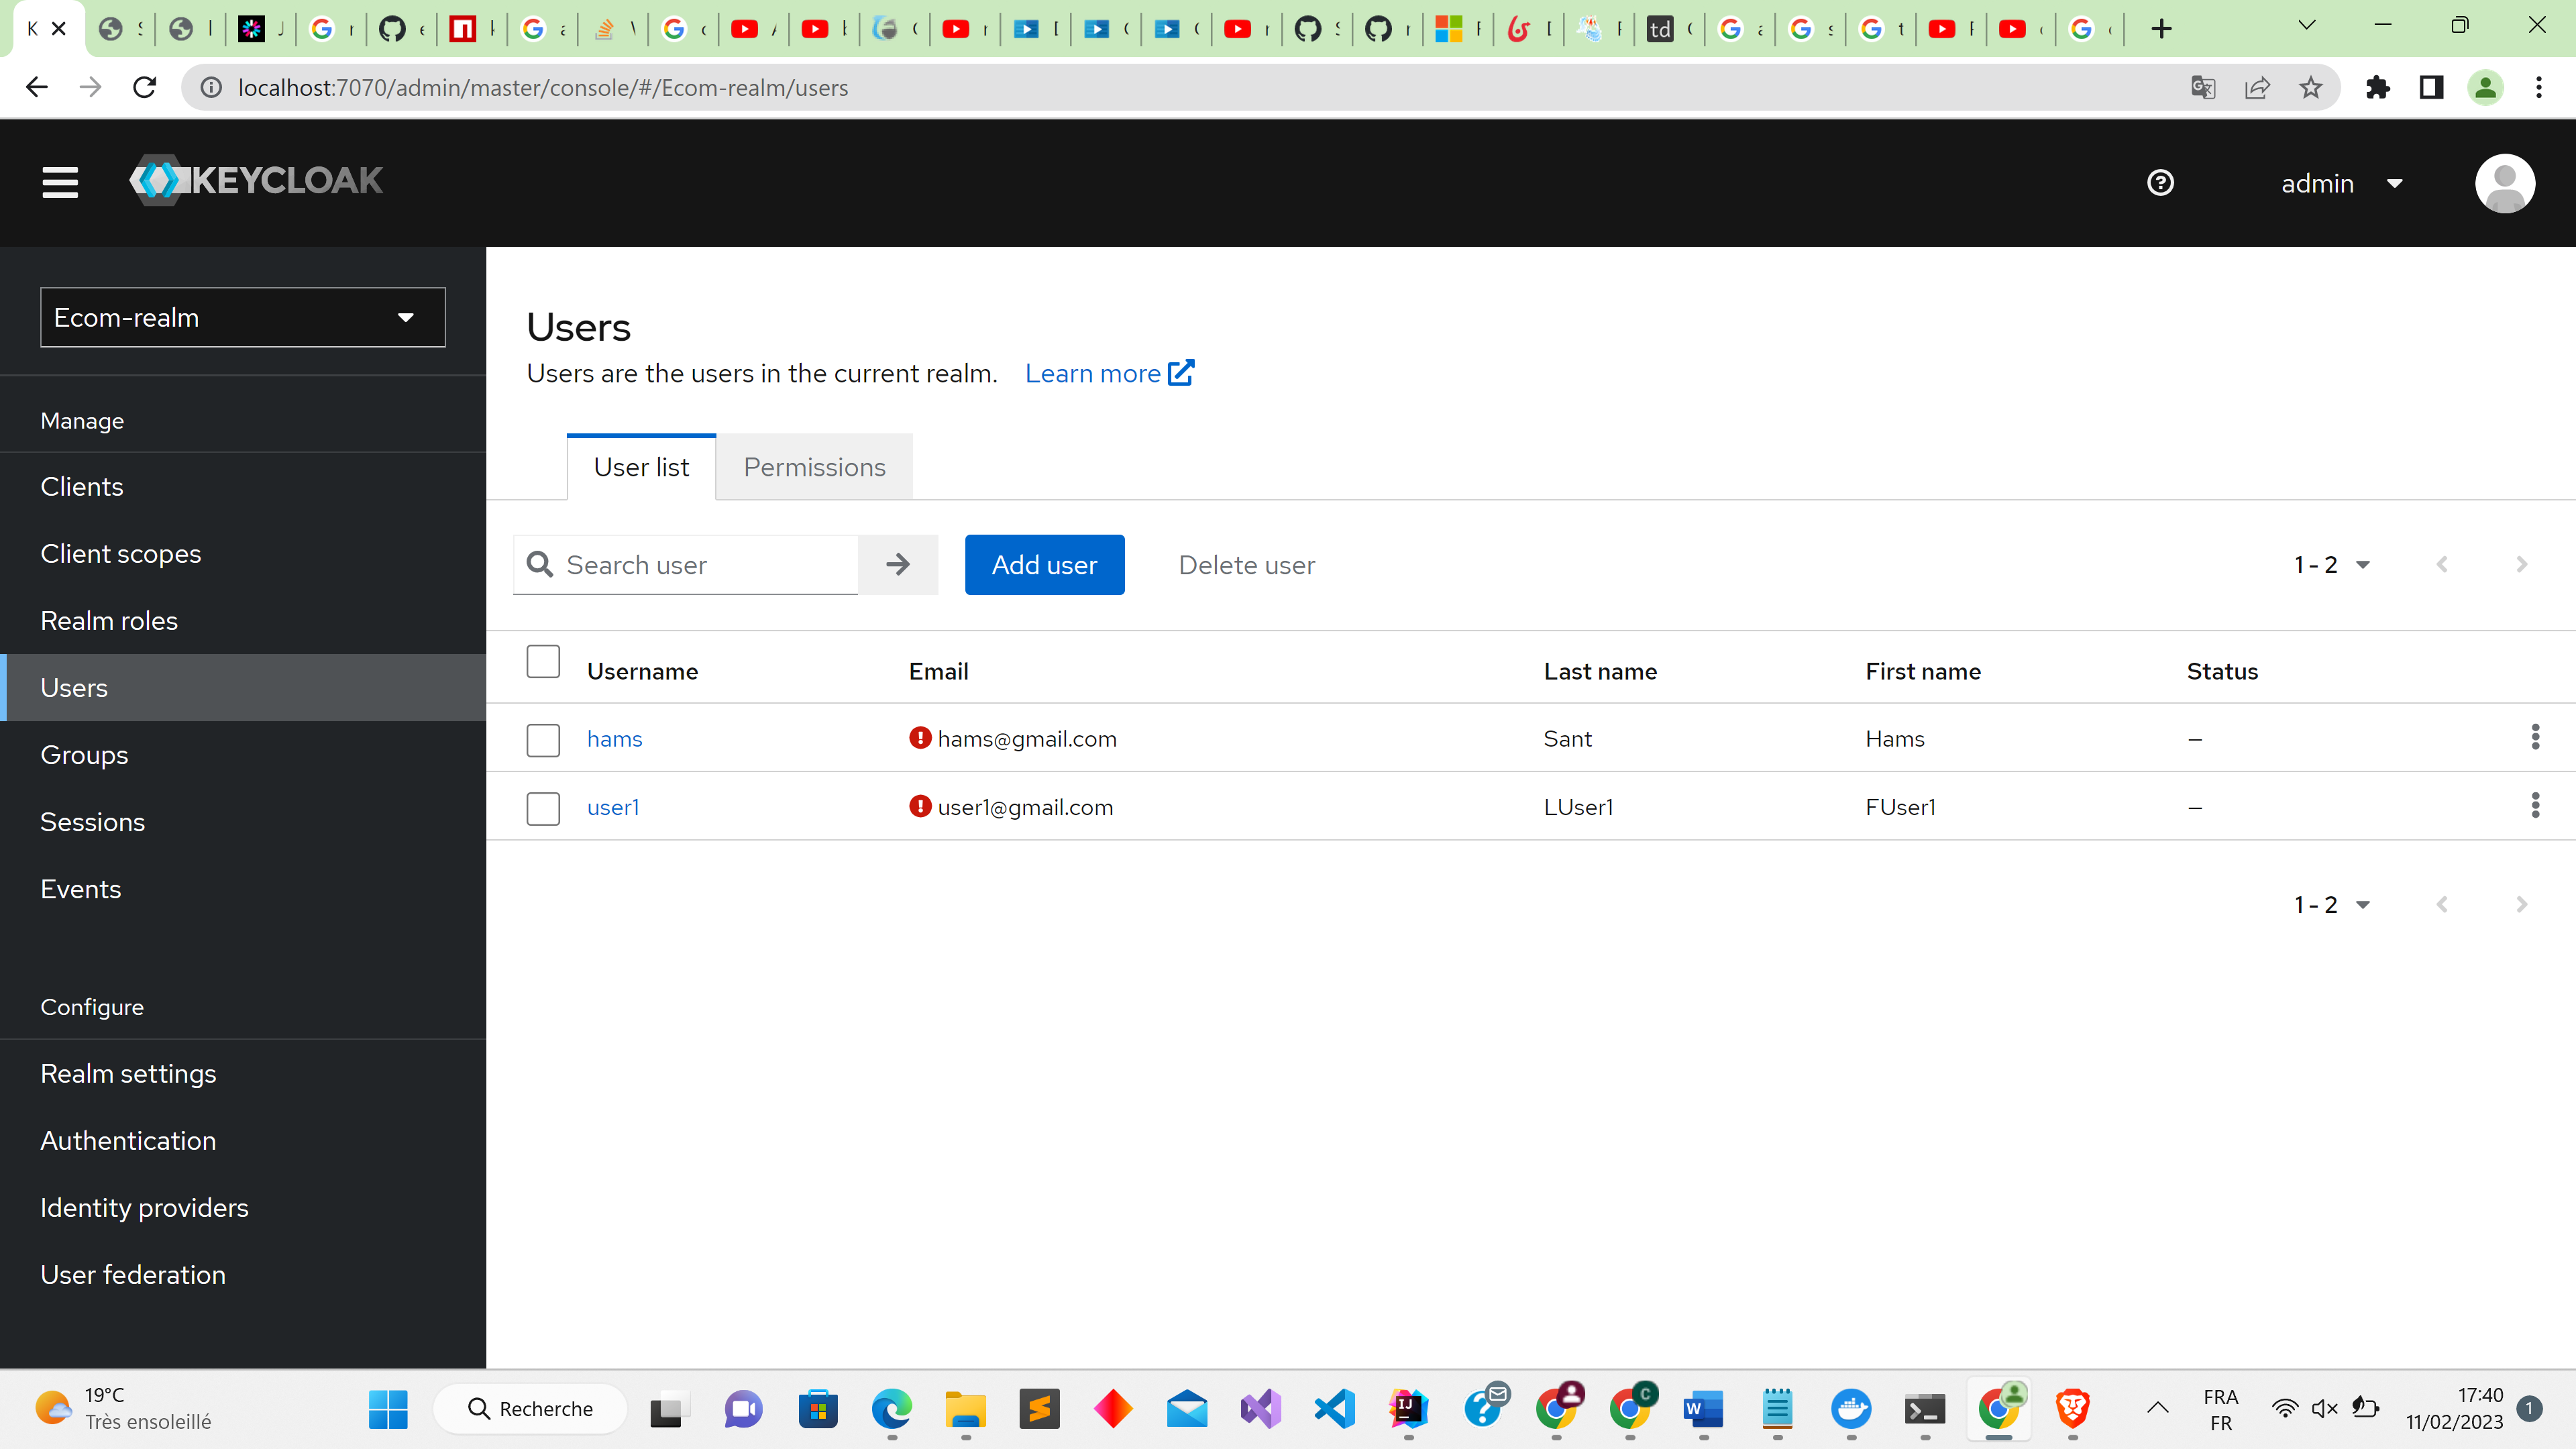 localhost:7070/admin/master/console/#/Ecom-realm/users
KEYCLOAK
admin
Ecom-realm
Manage
Clients
Client scopes
Realm roles
Users
Groups
Sessions
Events
Configure
Realm settings
Authentication
Identity providers
User federation
Users
Users are the users in the current realm. Learn more
User list Permissions
Search user Add user Delete user 1 - 2
Username Email Last name First name Status
hams hams@gmail.com Sant Hams –
user1 user1@gmail.com LUser1 FUser1 –
1 - 2
19°C
Très ensoleillé
Recherche
FRA
FR
17:40
11/02/2023
1